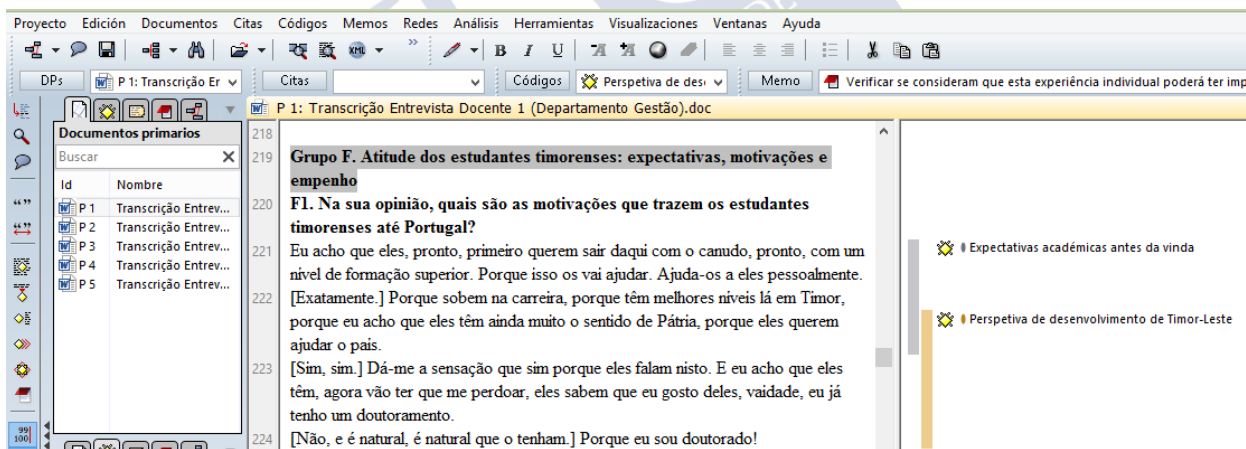 Proyecto Edición Documentos Citas Códigos Memos Redes Análisis Herramientas Visualizaciones Ventanas Ayuda
XML
B I U A A
DPs P 1: Transcrição Er Citas Códigos Perspetiva de des Memo Verificar se consideram que esta experiência individual poderá ter imp
P 1: Transcrição Entrevista Docente 1 (Departamento Gestão).doc
Documentos primarios
Buscar
Id Nombre
P 1 Transcrição Entrev...
P 2 Transcrição Entrev...
P 3 Transcrição Entrev...
P 4 Transcrição Entrev...
P 5 Transcrição Entrev...
99
100
218
219 Grupo F. Atitude dos estudantes timorenses: expectativas, motivações e
empenho
220 F1. Na sua opinião, quais são as motivações que trazem os estudantes
timorenses até Portugal?
221 Eu acho que eles, pronto, primeiro querem sair daqui com o canudo, pronto, com um
nível de formação superior. Porque isso os vai ajudar. Ajuda-os a eles pessoalmente.
222 [Exatamente.] Porque sobem na carreira, porque têm melhores níveis lá em Timor,
porque eu acho que eles têm ainda muito o sentido de Pátria, porque eles querem
ajudar o país.
223 [Sim, sim.] Dá-me a sensação que sim porque eles falam nisto. E eu acho que eles
têm, agora vão ter que me perdoar, eles sabem que eu gosto deles, vaidade, eu já
tenho um doutoramento.
224 [Não, e é natural, é natural que o tenham.] Porque eu sou doutorado!
Expectativas académicas antes da vinda
Perspetiva de desenvolvimento de Timor-Leste